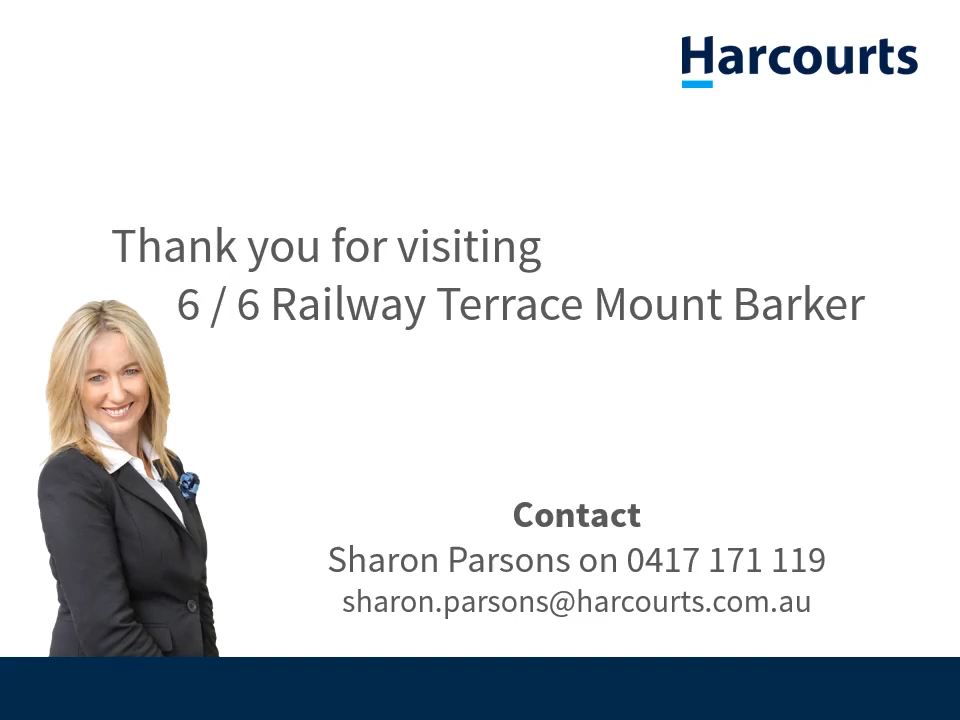 Harcourts
Thank you for visiting
6 / 6 Railway Terrace Mount Barker
Contact
Sharon Parsons on 0417 171 119
sharon.parsons@harcourts.com.au